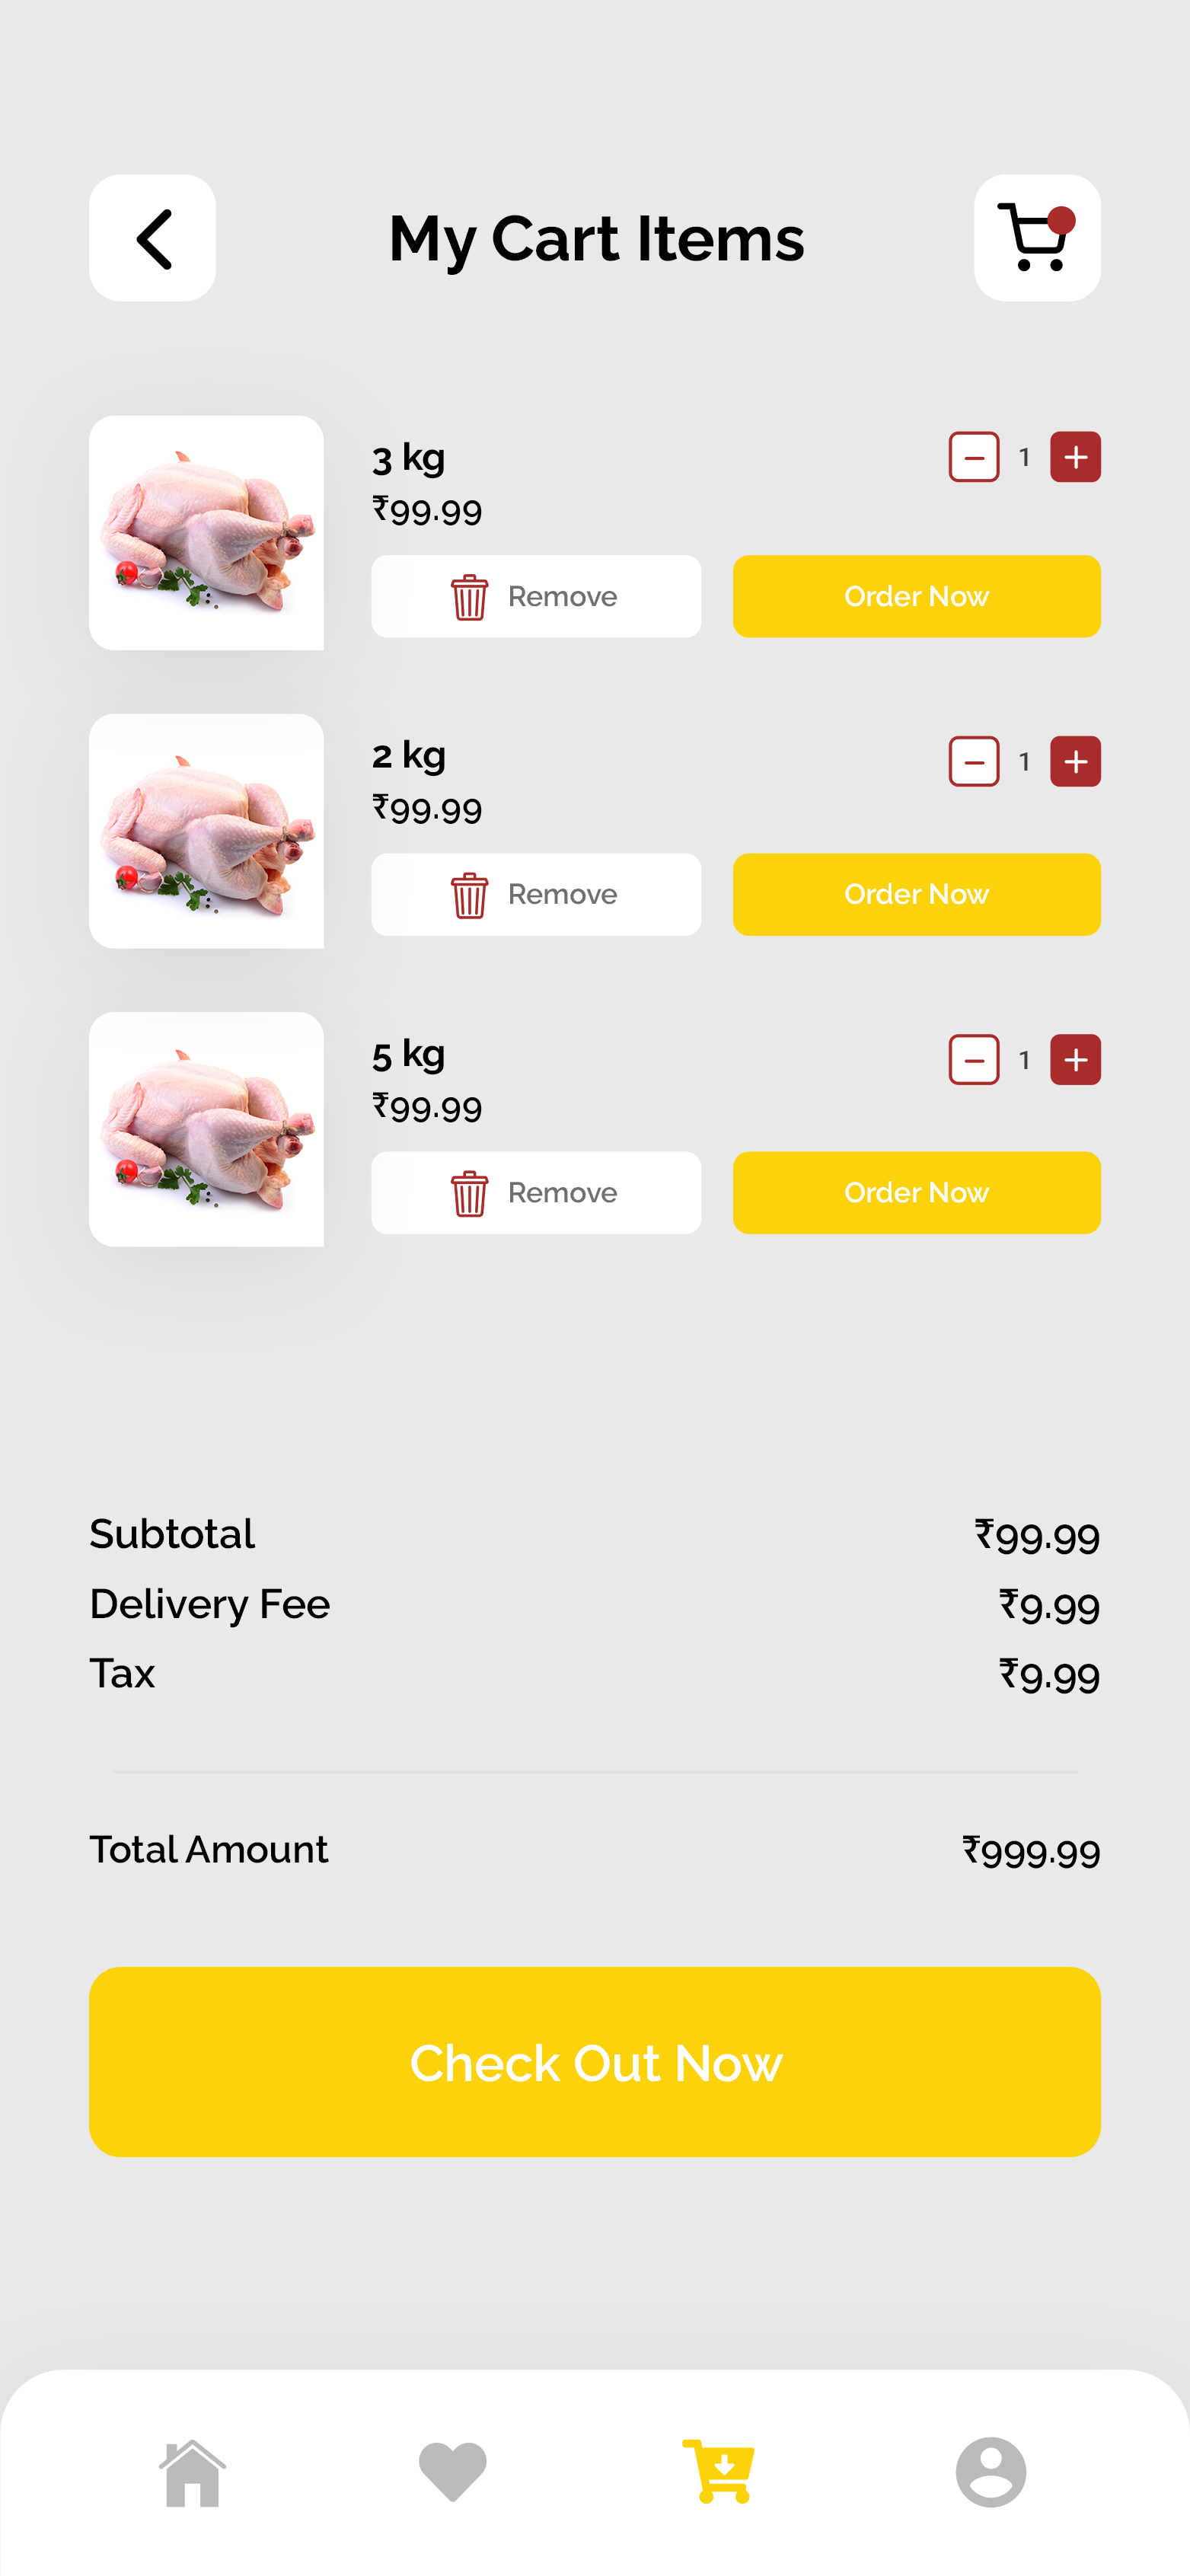 My Cart Items
3 kg
1
₹99.99
Remove
Order Now
2 kg
1
₹99.99
Remove
Order Now
5 kg
1
₹99.99
Remove
Order Now
Subtotal ₹99.99
Delivery Fee ₹9.99
Tax ₹9.99
Total Amount ₹999.99
Check Out Now